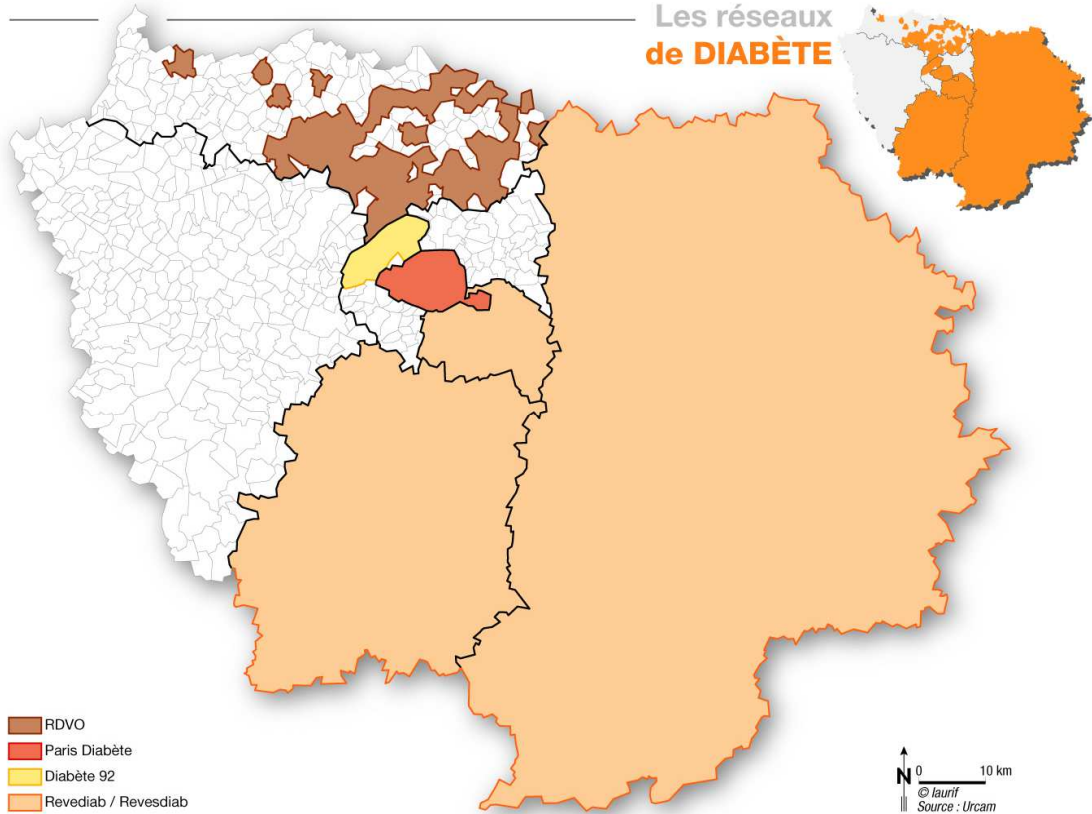 Les réseaux
de DIABÈTE
RDVO
Paris Diabète
Diabète 92
Revediab / Revesdiab
N
0 10 km
© Iaurif
Source : Urcam